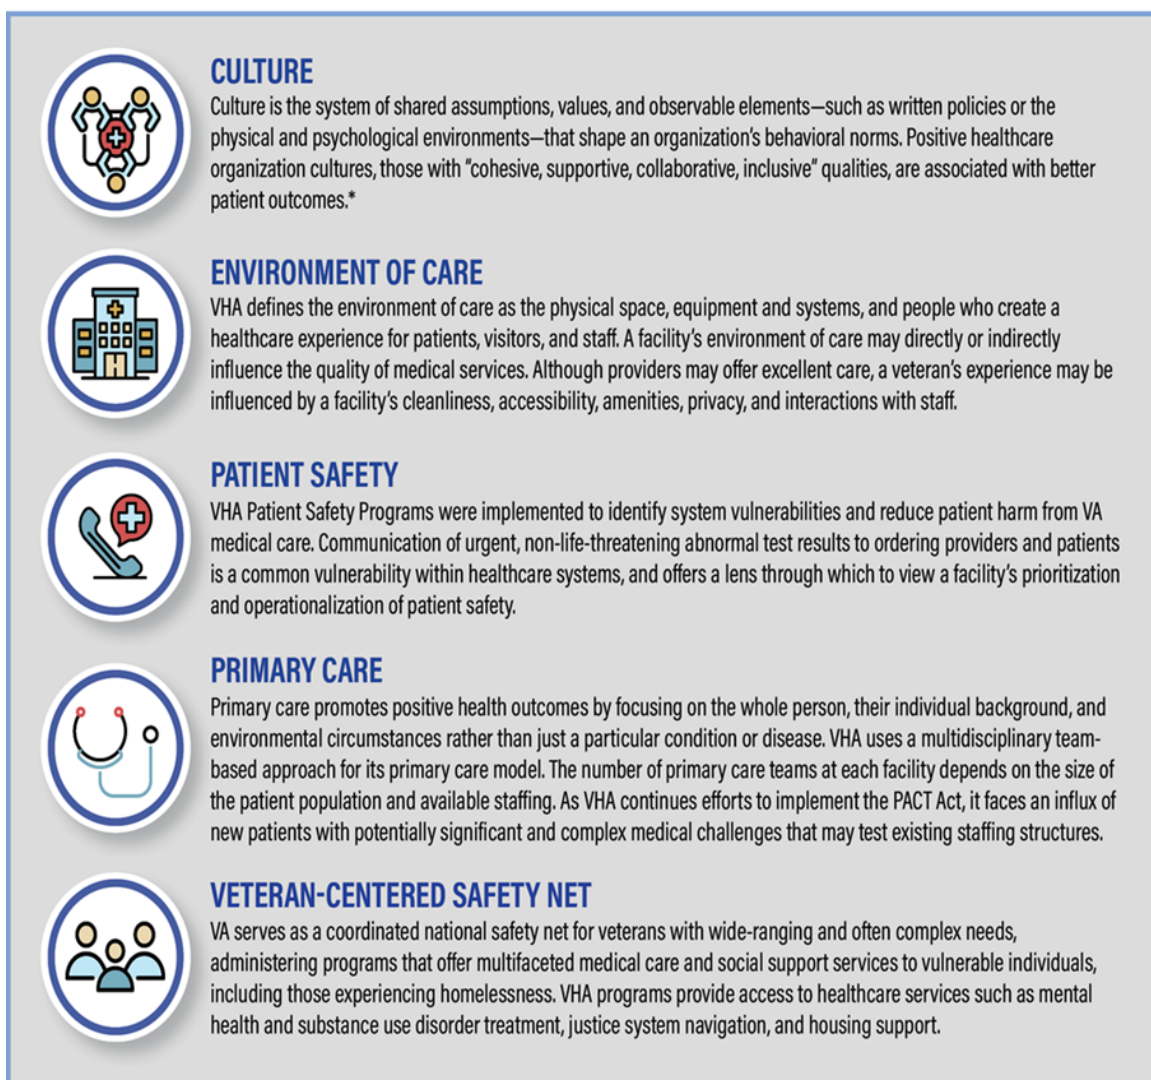 CULTURE
Culture is the system of shared assumptions, values, and observable elements—such as written policies or the
physical and psychological environments—that shape an organization's behavioral norms. Positive healthcare
organization cultures, those with "cohesive, supportive, collaborative, inclusive" qualities, are associated with better
patient outcomes.*
ENVIRONMENT OF CARE
VHA defines the environment of care as the physical space, equipment and systems, and people who create a
healthcare experience for patients, visitors, and staff. A facility's environment of care may directly or indirectly
influence the quality of medical services. Although providers may offer excellent care, a veteran's experience may be
influenced by a facility's cleanliness, accessibility, amenities, privacy, and interactions with staff.
PATIENT SAFETY
VHA Patient Safety Programs were implemented to identify system vulnerabilities and reduce patient harm from VA
medical care. Communication of urgent, non-life-threatening abnormal test results to ordering providers and patients
is a common vulnerability within healthcare systems, and offers a lens through which to view a facility's prioritization
and operationalization of patient safety.
PRIMARY CARE
Primary care promotes positive health outcomes by focusing on the whole person, their individual background, and
environmental circumstances rather than just a particular condition or disease. VHA uses a multidisciplinary team-
based approach for its primary care model. The number of primary care teams at each facility depends on the size of
the patient population and available staffing. As VHA continues efforts to implement the PACT Act, it faces an influx of
new patients with potentially significant and complex medical challenges that may test existing staffing structures.
VETERAN-CENTERED SAFETY NET
VA serves as a coordinated national safety net for veterans with wide-ranging and often complex needs,
administering programs that offer multifaceted medical care and social support services to vulnerable individuals,
including those experiencing homelessness. VHA programs provide access to healthcare services such as mental
health and substance use disorder treatment, justice system navigation, and housing support.